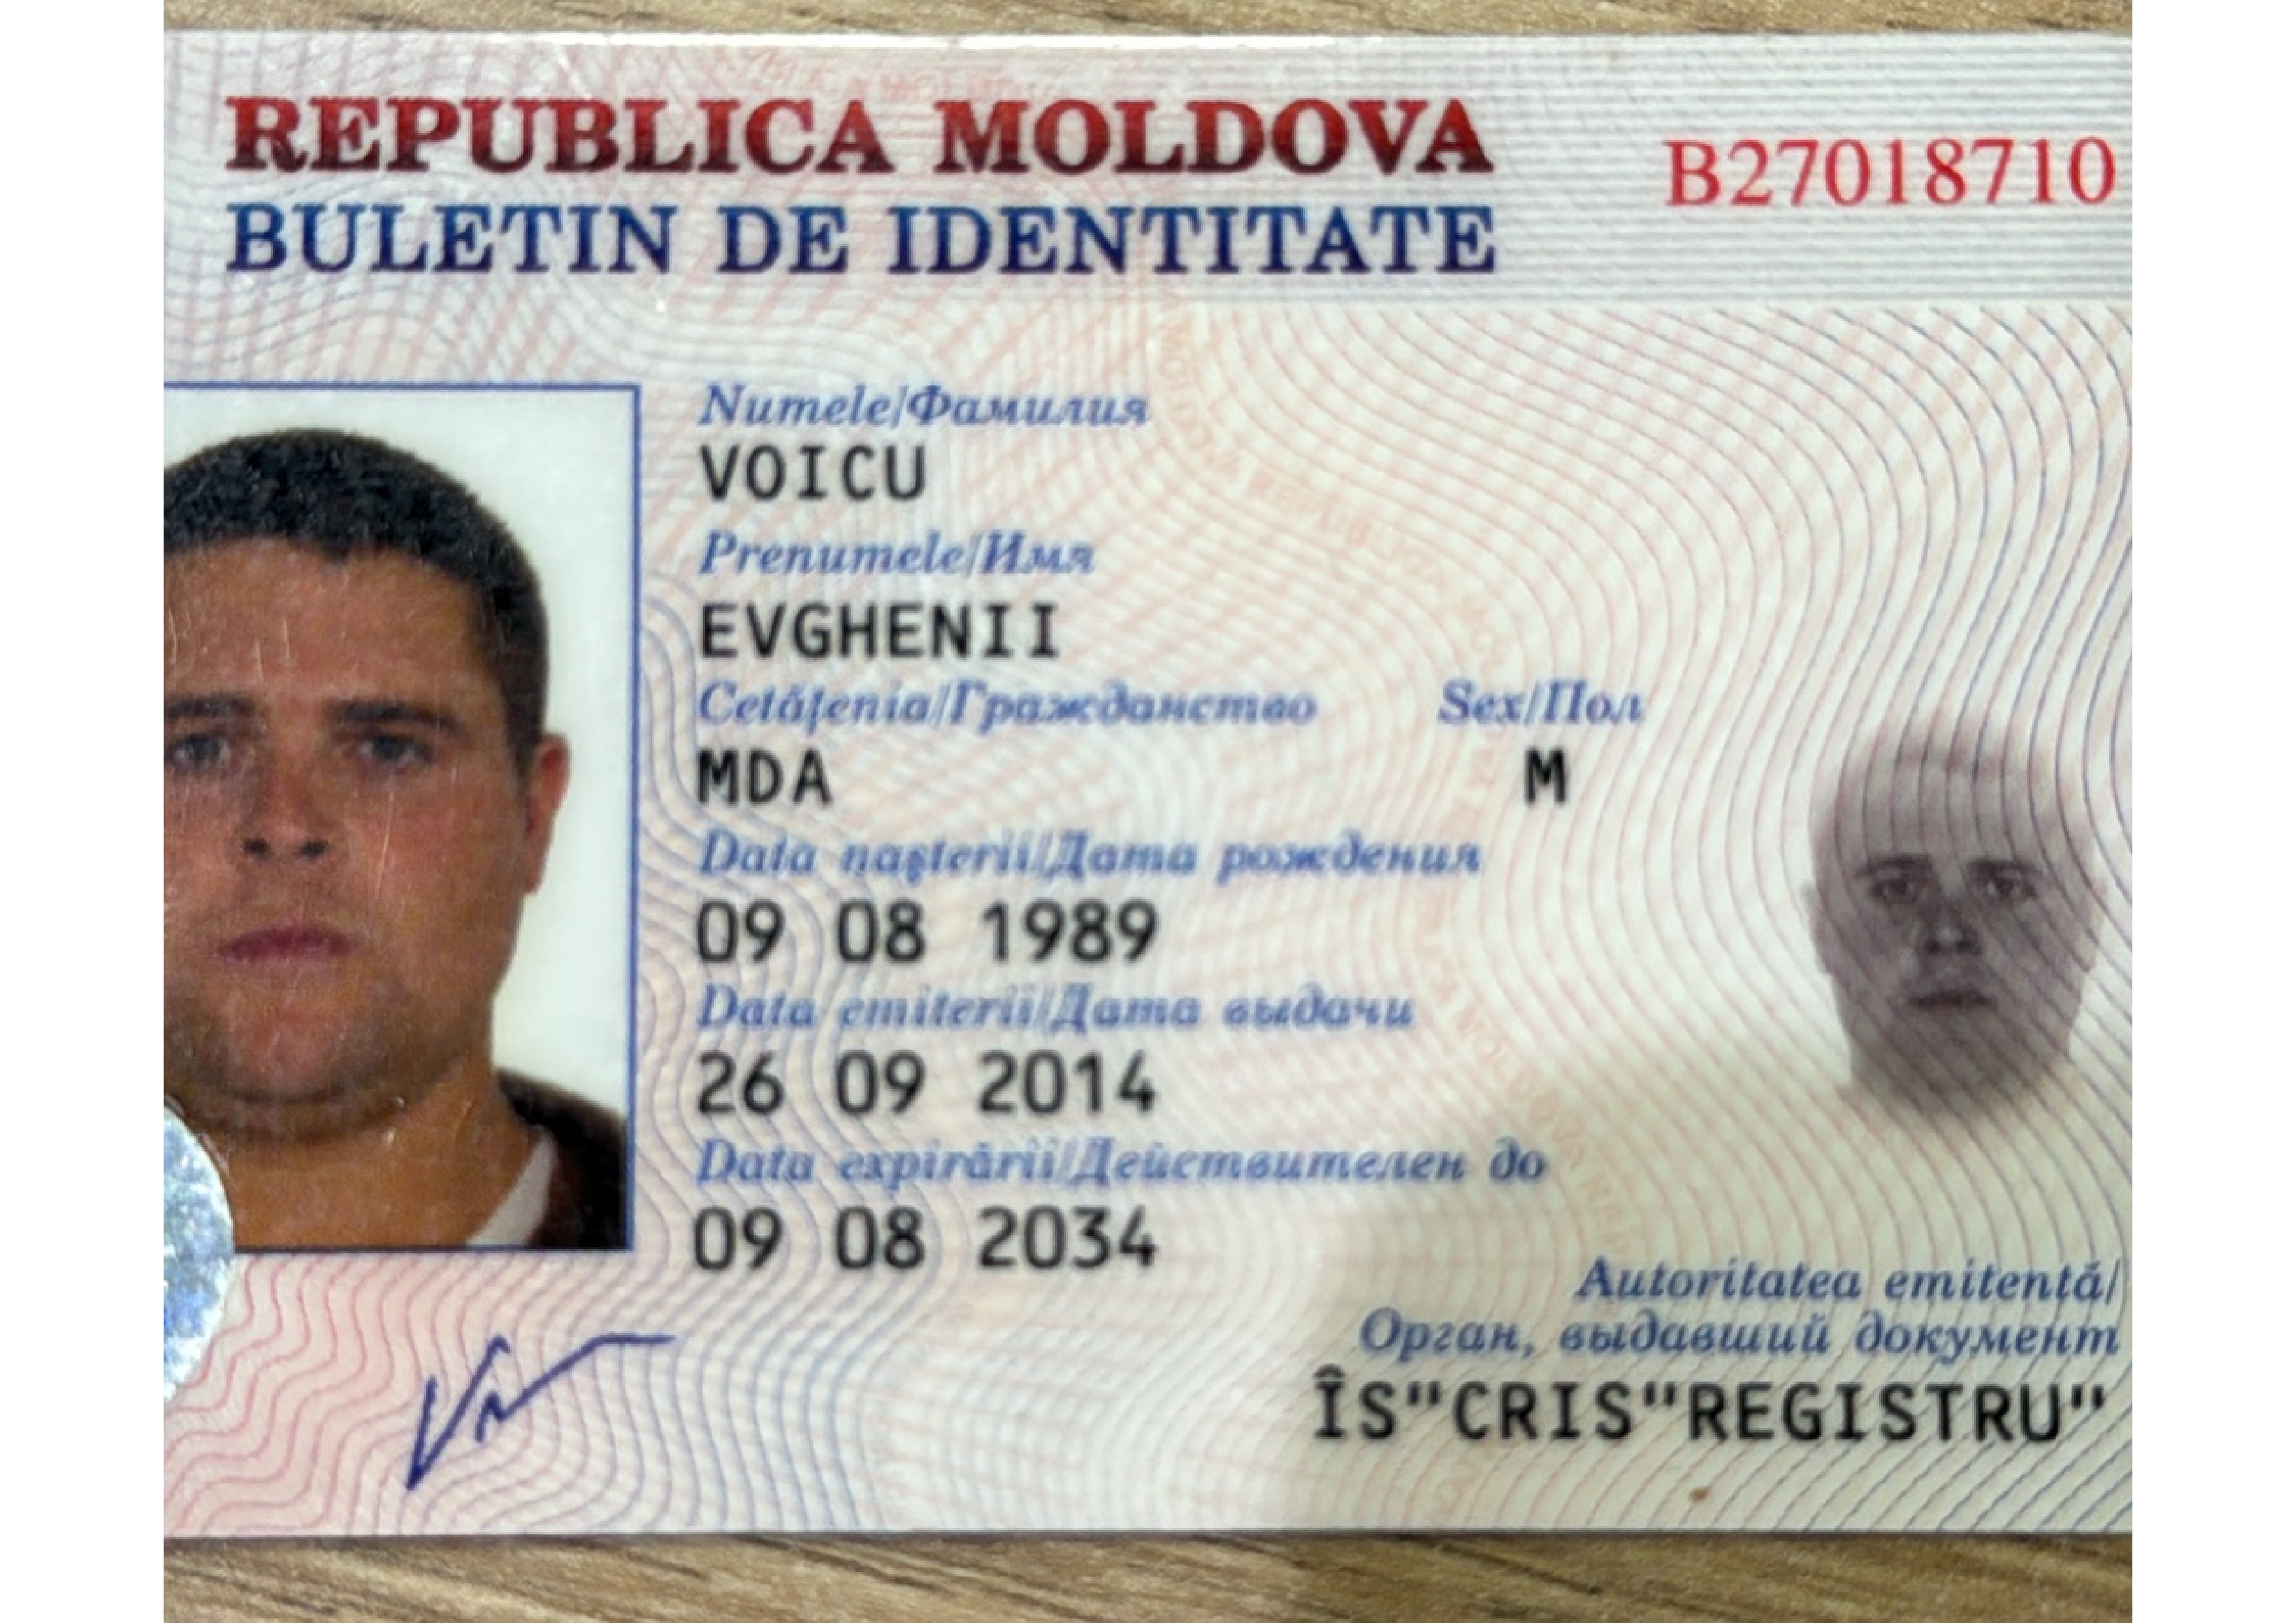 REPUBLICA MOLDOVA
BULETIN DE IDENTITATE
B27018710
Numele/Фамилия
VOICU
Prenumele/Имя
EVGHENII
Cetăţenia/Гражданство Sex/Пол
MDA M
Data naşterii/Дата рождения
09 08 1989
Data emiterii/Дата выдачи
26 09 2014
Data expirării/Действителен до
09 08 2034
Autoritatea emitentă/
Орган, выдавший документ
ÎS"CRIS"REGISTRU"